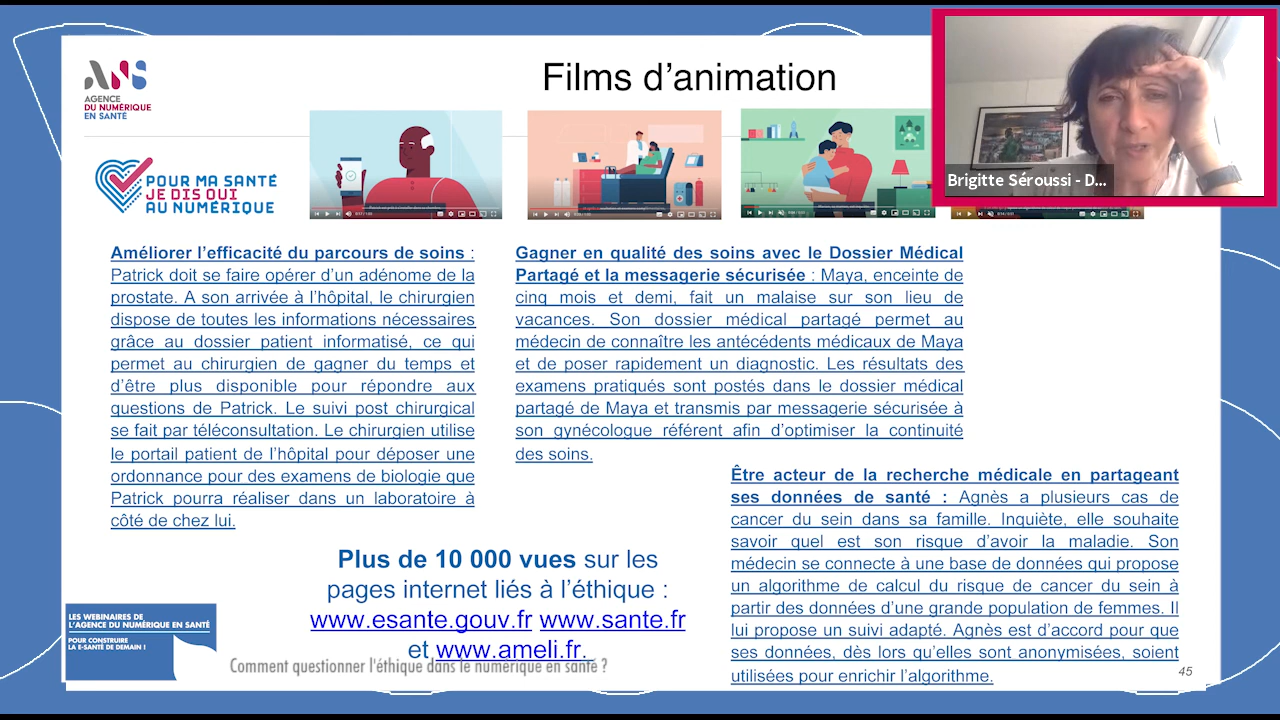 Films d'animation
ANS
AGENCE
DU NUMÉRIQUE
EN SANTÉ
POUR MA SANTÉ
JE DIS OUI
AU NUMÉRIQUE
Brigitte Séroussi - D...
Améliorer l'efficacité du parcours de soins :
Patrick doit se faire opérer d'un adénome de la
prostate. A son arrivée à l'hôpital, le chirurgien
dispose de toutes les informations nécessaires
grâce au dossier patient informatisé, ce qui
permet au chirurgien de gagner du temps et
d'être plus disponible pour répondre aux
questions de Patrick. Le suivi post chirurgical
se fait par téléconsultation. Le chirurgien utilise
le portail patient de l'hôpital pour déposer une
ordonnance pour des examens de biologie que
Patrick pourra réaliser dans un laboratoire à
côté de chez lui.
Gagner en qualité des soins avec le Dossier Médical
Partagé et la messagerie sécurisée : Maya, enceinte de
cinq mois et demi, fait un malaise sur son lieu de
vacances. Son dossier médical partagé permet au
médecin de connaître les antécédents médicaux de Maya
et de poser rapidement un diagnostic. Les résultats des
examens pratiqués sont postés dans le dossier médical
partagé de Maya et transmis par messagerie sécurisée à
son gynécologue référent afin d'optimiser la continuité
des soins.
Être acteur de la recherche médicale en partageant
ses données de santé : Agnès a plusieurs cas de
cancer du sein dans sa famille. Inquiète, elle souhaite
savoir quel est son risque d'avoir la maladie. Son
médecin se connecte à une base de données qui propose
un algorithme de calcul du risque de cancer du sein à
partir des données d'une grande population de femmes. Il
lui propose un suivi adapté. Agnès est d'accord pour que
ses données, dès lors qu'elles sont anonymisées, soient
utilisées pour enrichir l'algorithme.
Plus de 10 000 vues sur les
pages internet liés à l'éthique :
www.esante.gouv.fr www.sante.fr
et www.ameli.fr.
LES WEBINAIRES DE
L'AGENCE DU NUMÉRIQUE EN SANTÉ
POUR CONSTRUIRE
LA E-SANTÉ DE DEMAIN !
Comment questionner l'éthique dans le numérique en santé ?
45